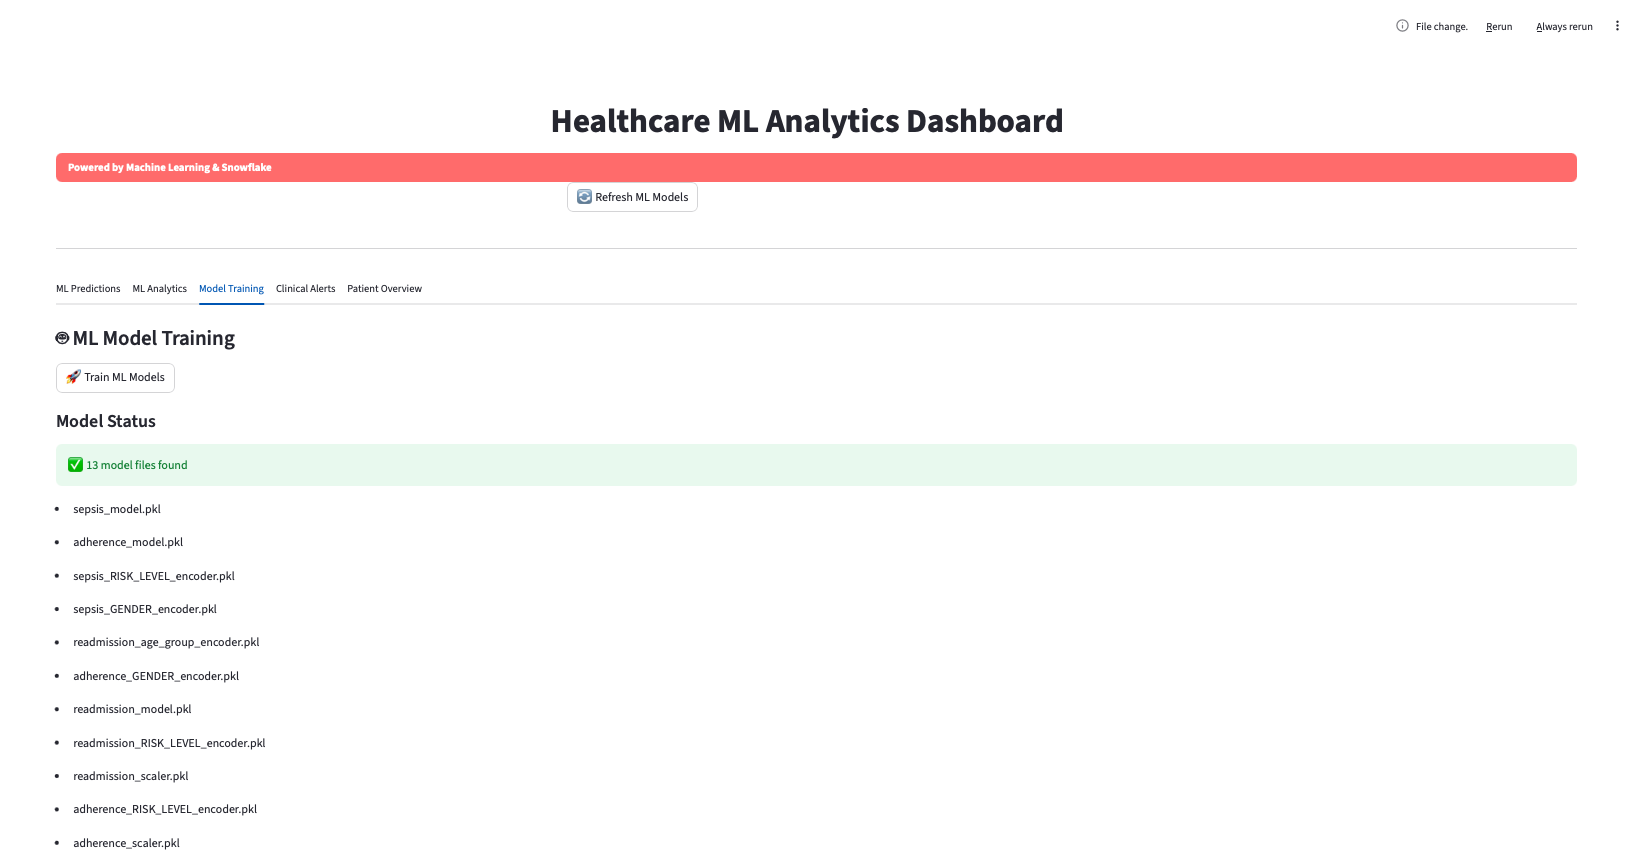 File change. Rerun Always rerun
Healthcare ML Analytics Dashboard
Powered by Machine Learning & Snowflake
Refresh ML Models
ML Predictions ML Analytics Model Training Clinical Alerts Patient Overview
ML Model Training
Train ML Models
Model Status
13 model files found
sepsis_model.pkl
adherence_model.pkl
sepsis_RISK_LEVEL_encoder.pkl
sepsis_GENDER_encoder.pkl
readmission_age_group_encoder.pkl
adherence_GENDER_encoder.pkl
readmission_model.pkl
readmission_RISK_LEVEL_encoder.pkl
readmission_scaler.pkl
adherence_RISK_LEVEL_encoder.pkl
adherence_scaler.pkl